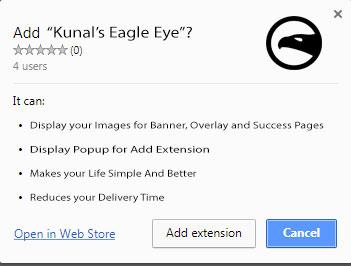 Add “Kunal’s Eagle Eye”?
(0)
4 users
It can:
• Display your Images for Banner, Overlay and Success Pages
• Display Popup for Add Extension
• Makes your Life Simple And Better
• Reduces your Delivery Time
Open in Web Store
Add extension
Cancel